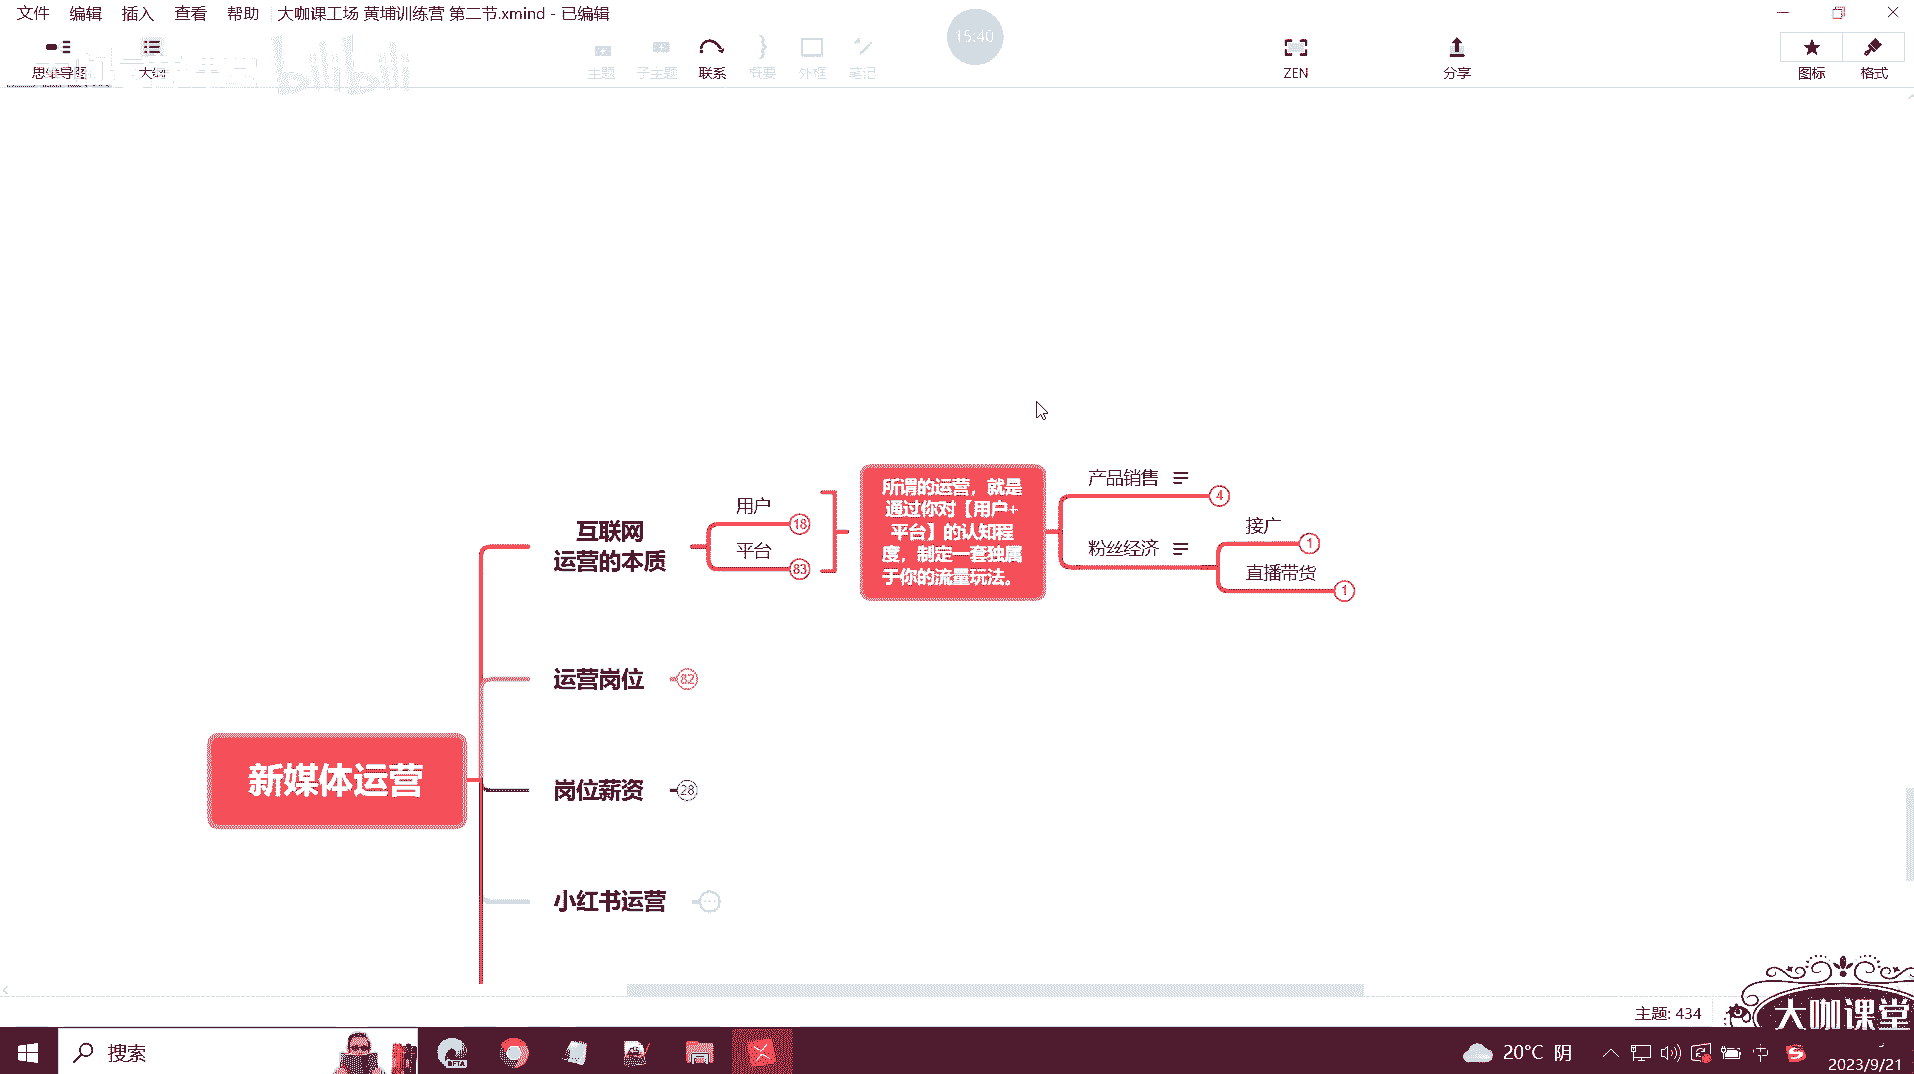 文件 编辑 插入 查看 帮助 大咖课工场 黄埔训练营 第二节.xmind - 已编辑
15:40
bilibili
思维导图 大纲 主题 子主题 联系 概要 外框 笔记 ZEN 分享 图标 格式
产品销售
4
所谓的运营，就是
通过你对【用户+
平台】的认知程
度，制定一套独属
于你的流量玩法。
用户
18
接广
1
互联网
运营的本质
平台
83
粉丝经济
直播带货
1
运营岗位
82
新媒体运营
岗位薪资
28
小红书运营
主题: 434
大咖课堂
搜索
BETA
20°C 阴
中
2023/9/21